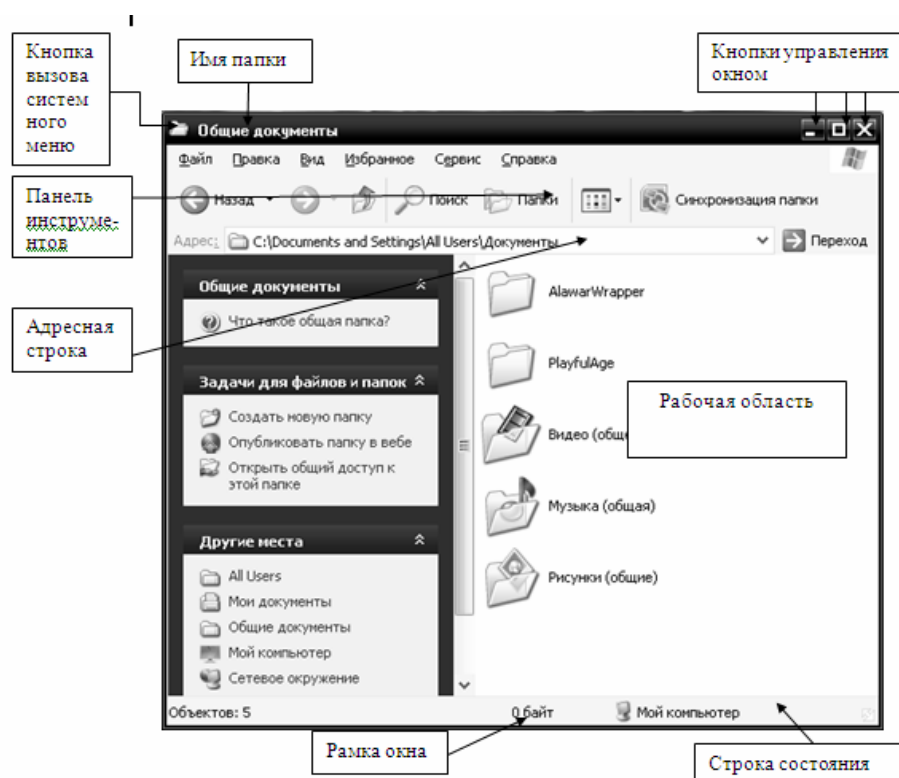 Кнопка
вызова
систем
ного
меню
Имя папки
Кнопки управления
окном
Общие документы
Файл Правка Вид Избранное Сервис Справка
Панель
инструме-
нтов
Назад Поиск Папки Синхронизация папки
Адрес: C:\Documents and Settings\All Users\Документы Переход
Адресная
строка
Общие документы
Что такое общая папка?
Задачи для файлов и папок
Создать новую папку
Опубликовать папку в вебе
Открыть общий доступ к
этой папке
Другие места
All Users
Мои документы
Общие документы
Мой компьютер
Сетевое окружение
AlawarWrapper
PlayfulAge
Рабочая область
Видео (обще
Музыка (общая)
Рисунки (общие)
Объектов: 5 0 байт Мой компьютер
Рамка окна
Строка состояния